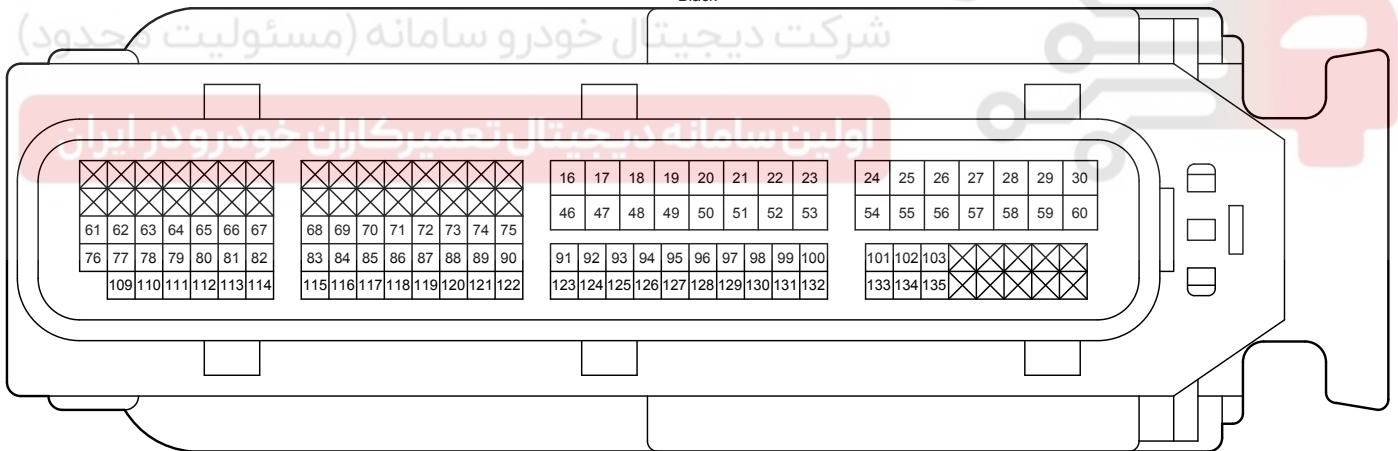 Black
شرکت دیجیتال خودرو سامانه (مسئولیت محدود)
اولین سامانه دیجیتال تعمیرکاران خودرو در ایران
16 17 18 19 20 21 22 23 24 25 26 27 28 29 30
46 47 48 49 50 51 52 53 54 55 56 57 58 59 60
61 62 63 64 65 66 67 68 69 70 71 72 73 74 75
76 77 78 79 80 81 82 83 84 85 86 87 88 89 90 91 92 93 94 95 96 97 98 99 100 101 102 103
109 110 111 112 113 114 115 116 117 118 119 120 121 122 123 124 125 126 127 128 129 130 131 132 133 134 135